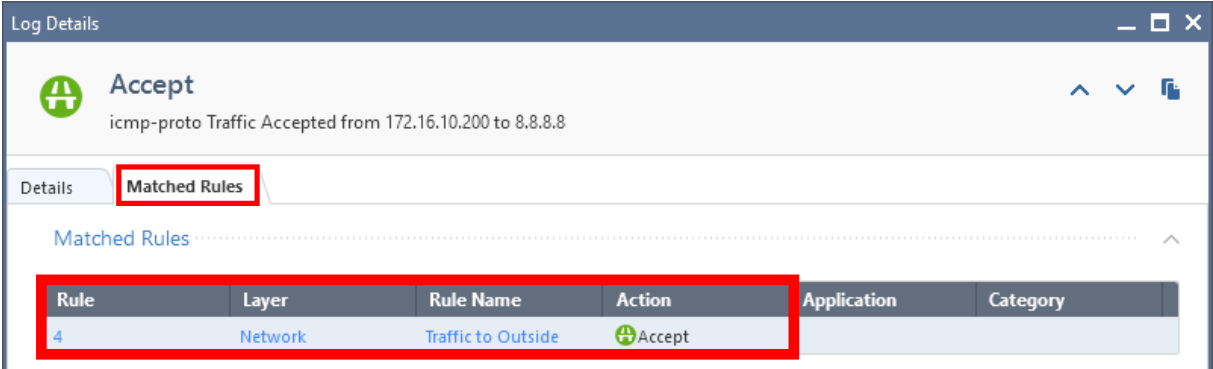 Log Details
Accept
icmp-proto Traffic Accepted from 172.16.10.200 to 8.8.8.8
Details Matched Rules
Matched Rules
Rule Layer Rule Name Action Application Category
4 Network Traffic to Outside Accept